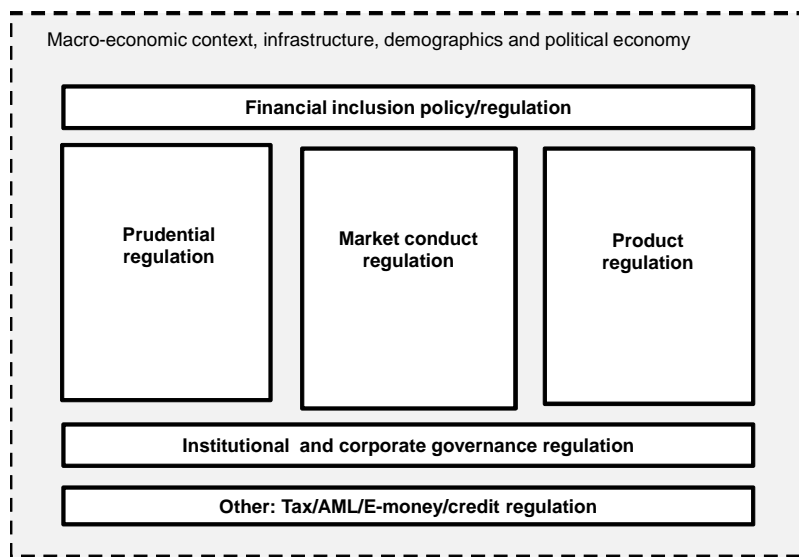 Macro-economic context, infrastructure, demographics and political economy
Financial inclusion policy/regulation
Prudential
regulation
Market conduct
regulation
Product
regulation
Institutional and corporate governance regulation
Other: Tax/AML/E-money/credit regulation